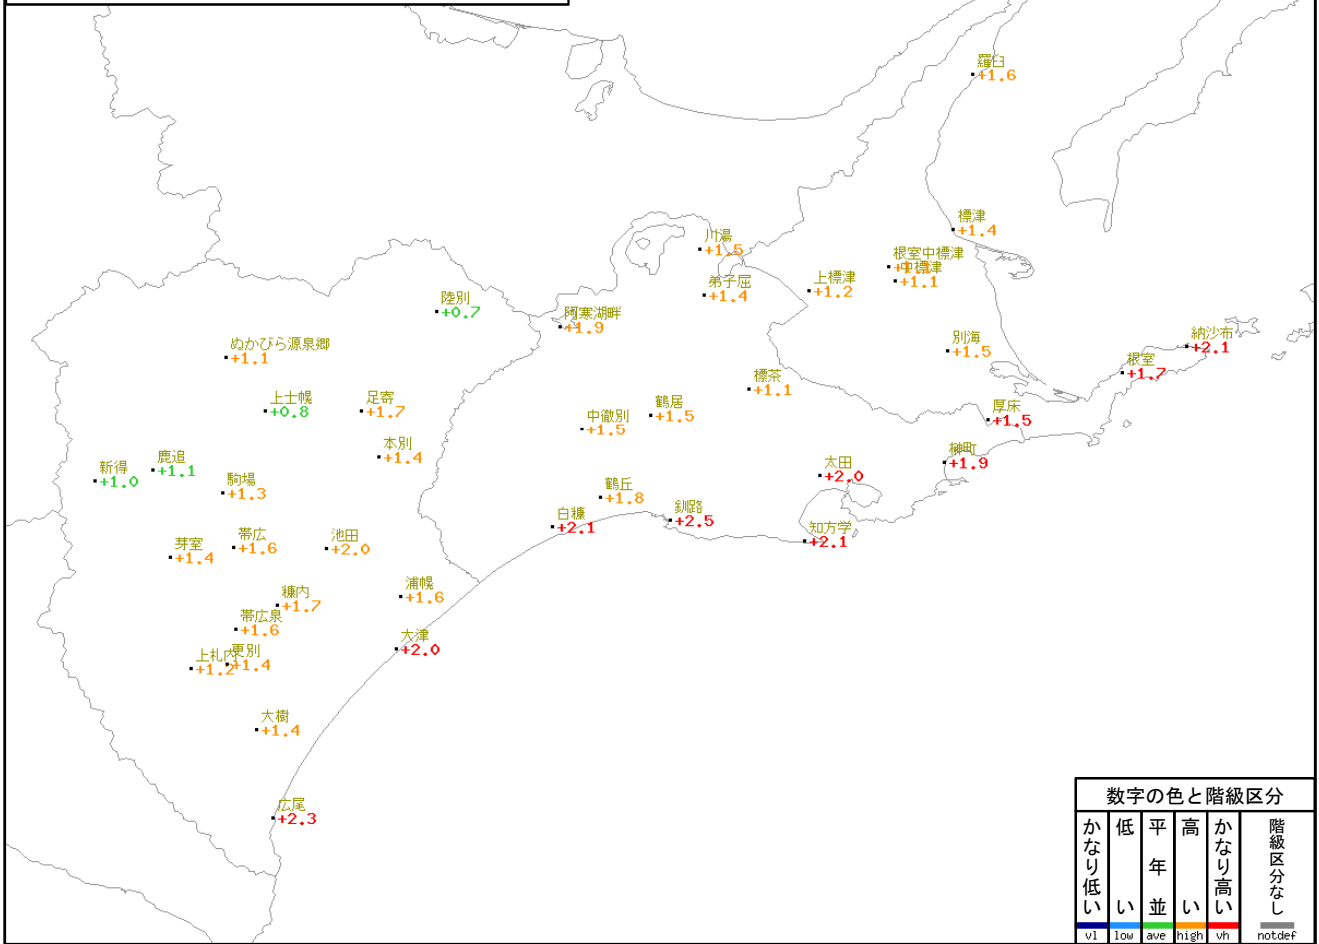 羅臼
+1.6
標津
+1.4
川湯
+1.5
根室中標津
中標津
+1.1
弟子屈
+1.4
上標津
+1.2
陸別
+0.7
阿寒湖畔
+1.9
ぬかびら源泉郷
+1.1
別海
+1.5
納沙布
+2.1
根室
+1.7
標茶
+1.1
上士幌
+0.8
足寄
+1.7
鶴居
+1.5
中徹別
+1.5
厚床
+1.5
本別
+1.4
榊町
+1.9
新得
+1.0
鹿追
+1.1
駒場
+1.3
太田
+2.0
鶴丘
+1.8
白糠
+2.1
釧路
+2.5
知方学
+2.1
芽室
+1.4
帯広
+1.6
池田
+2.0
糠内
+1.7
浦幌
+1.6
帯広泉
+1.6
大津
+2.0
上札内
+1.2
更別
+1.4
大樹
+1.4
広尾
+2.3
数字の色と階級区分
かなり低い
低い
平年並
高い
かなり高い
階級区分なし
vl low ave high vh notdef